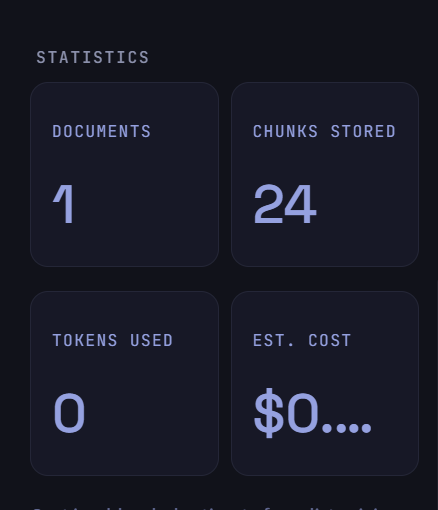 STATISTICS
DOCUMENTS
1
CHUNKS STORED
24
TOKENS USED
0
EST. COST
$0.…